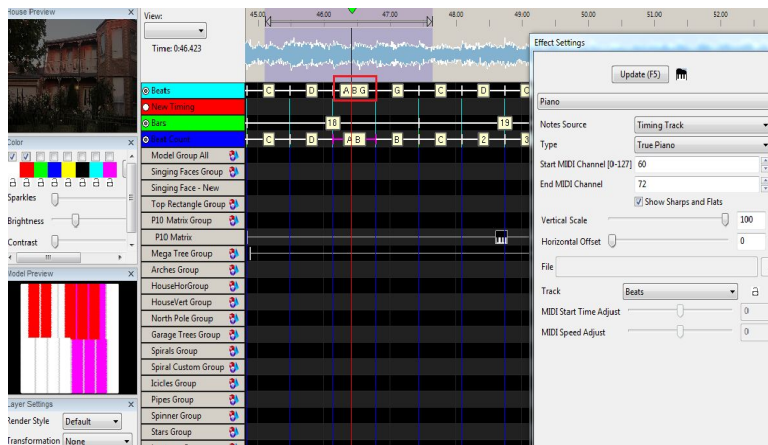 House Preview
View:
Time: 0:46.423
45.00 46.00 47.00 48.00 49.00 50.00 51.00 52.00
Effect Settings
Update (F5)
Piano
Notes Source Timing Track
Type True Piano
Start MIDI Channel [0-127] 60
End MIDI Channel 72
Show Sharps and Flats
Vertical Scale 100
Horizontal Offset 0
File
Track Beats
MIDI Start Time Adjust 0
MIDI Speed Adjust 0
Beats C D A B G G C D C
New Timing
Bars 18 19
C D A B B C 2 3
Model Group All
Singing Faces Group
Singing Face - New
Top Rectangle Group
P10 Matrix Group
P10 Matrix
Mega Tree Group
Arches Group
HouseHorGroup
HouseVert Group
North Pole Group
Garage Trees Group
Spirals Group
Spiral Custom Group
Icicles Group
Pipes Group
Spinner Group
Stars Group
Color
Sparkles
Brightness
Contrast
Model Preview
Layer Settings
Render Style Default
Transformation None